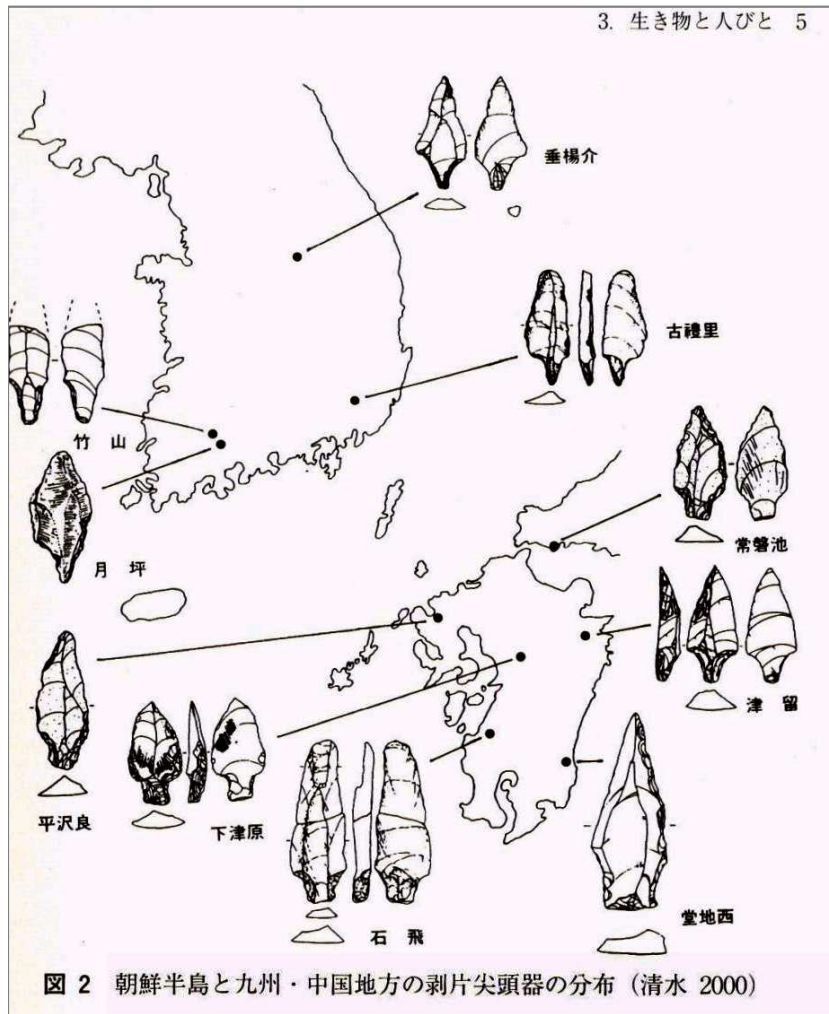 3. 生き物と人びと 5
垂楊介
古禮里
竹山
月坪
常磐池
津留
平沢良
下津原
石飛
堂地西
図2 朝鮮半島と九州・中国地方の剥片尖頭器の分布(清水 2000)